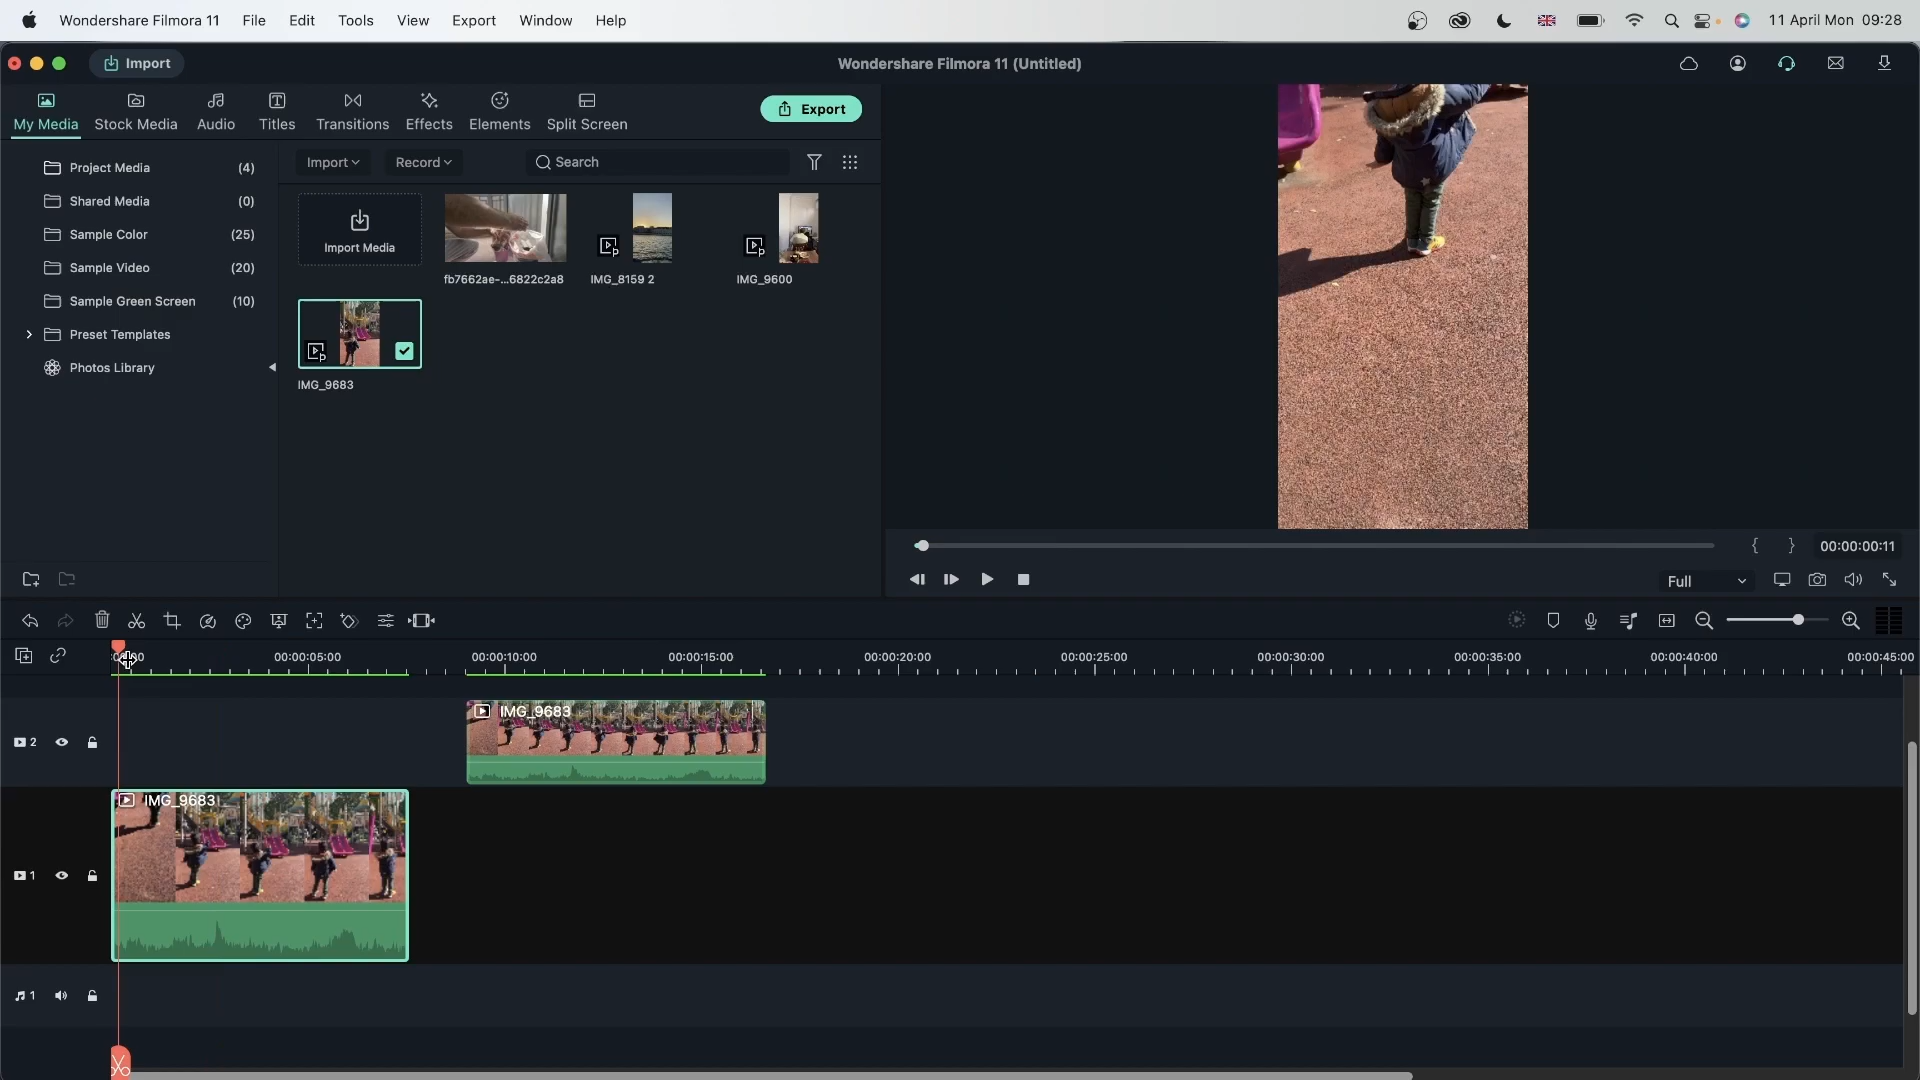 Wondershare Filmora 11 File Edit Tools View Export Window Help 11 April Mon 09:28
Import Wondershare Filmora 11 (Untitled)
My Media Stock Media Audio Titles Transitions Effects Elements Split Screen Export
Import Record Search
Project Media (4)
Shared Media (0)
Sample Color (25)
Sample Video (20)
Sample Green Screen (10)
Preset Templates
Photos Library
Import Media
fb7662ae-...6822c2a8 IMG_8159 2 IMG_9600
IMG_9683
00:00:00:11
Full
00:00:05:00 00:00:10:00 00:00:15:00 00:00:20:00 00:00:25:00 00:00:30:00 00:00:35:00 00:00:40:00 00:00:45:00
2 IMG_9683
1 IMG_9683
1